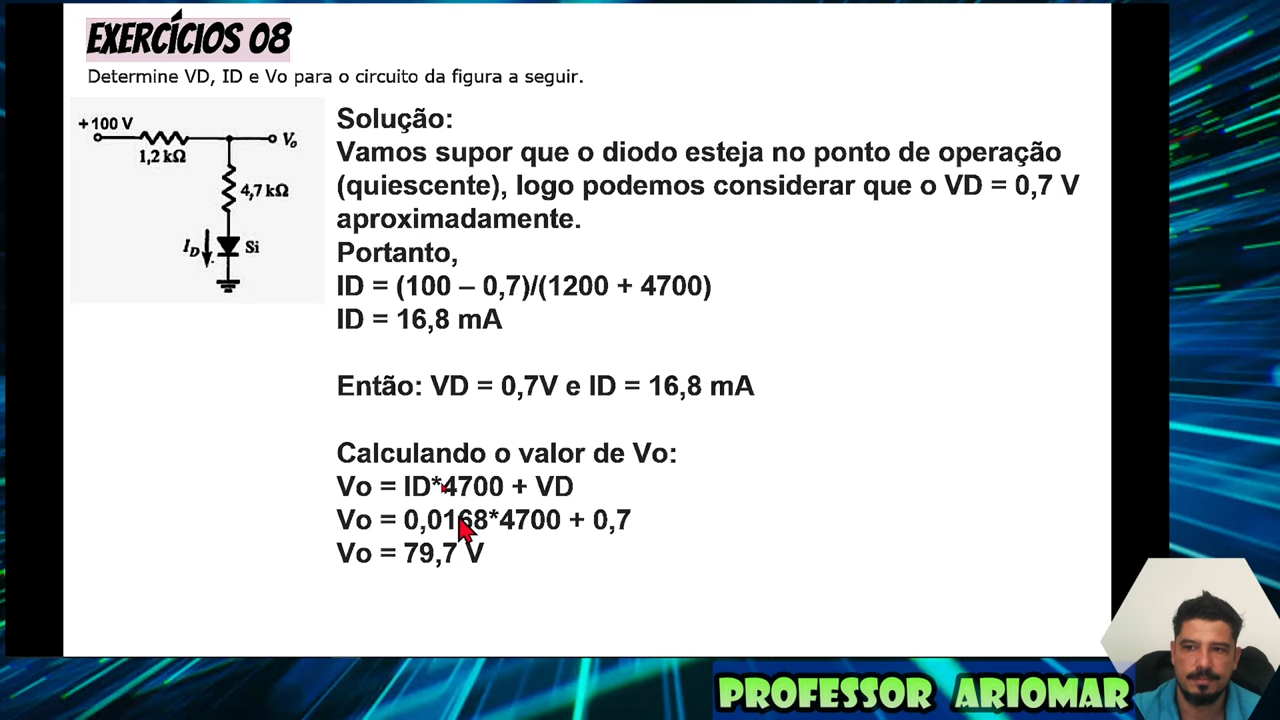 EXERCÍCIOS 08
Determine VD, ID e Vo para o circuito da figura a seguir.
+100 V
1,2 kΩ
Vo
4,7 kΩ
ID
Si
Solução:
Vamos supor que o diodo esteja no ponto de operação
(quiescente), logo podemos considerar que o VD = 0,7 V
aproximadamente.
Portanto,
ID = (100 – 0,7)/(1200 + 4700)
ID = 16,8 mA
Então: VD = 0,7V e ID = 16,8 mA
Calculando o valor de Vo:
Vo = ID*4700 + VD
Vo = 0,0168*4700 + 0,7
Vo = 79,7 V
PROFESSOR ARIOMAR